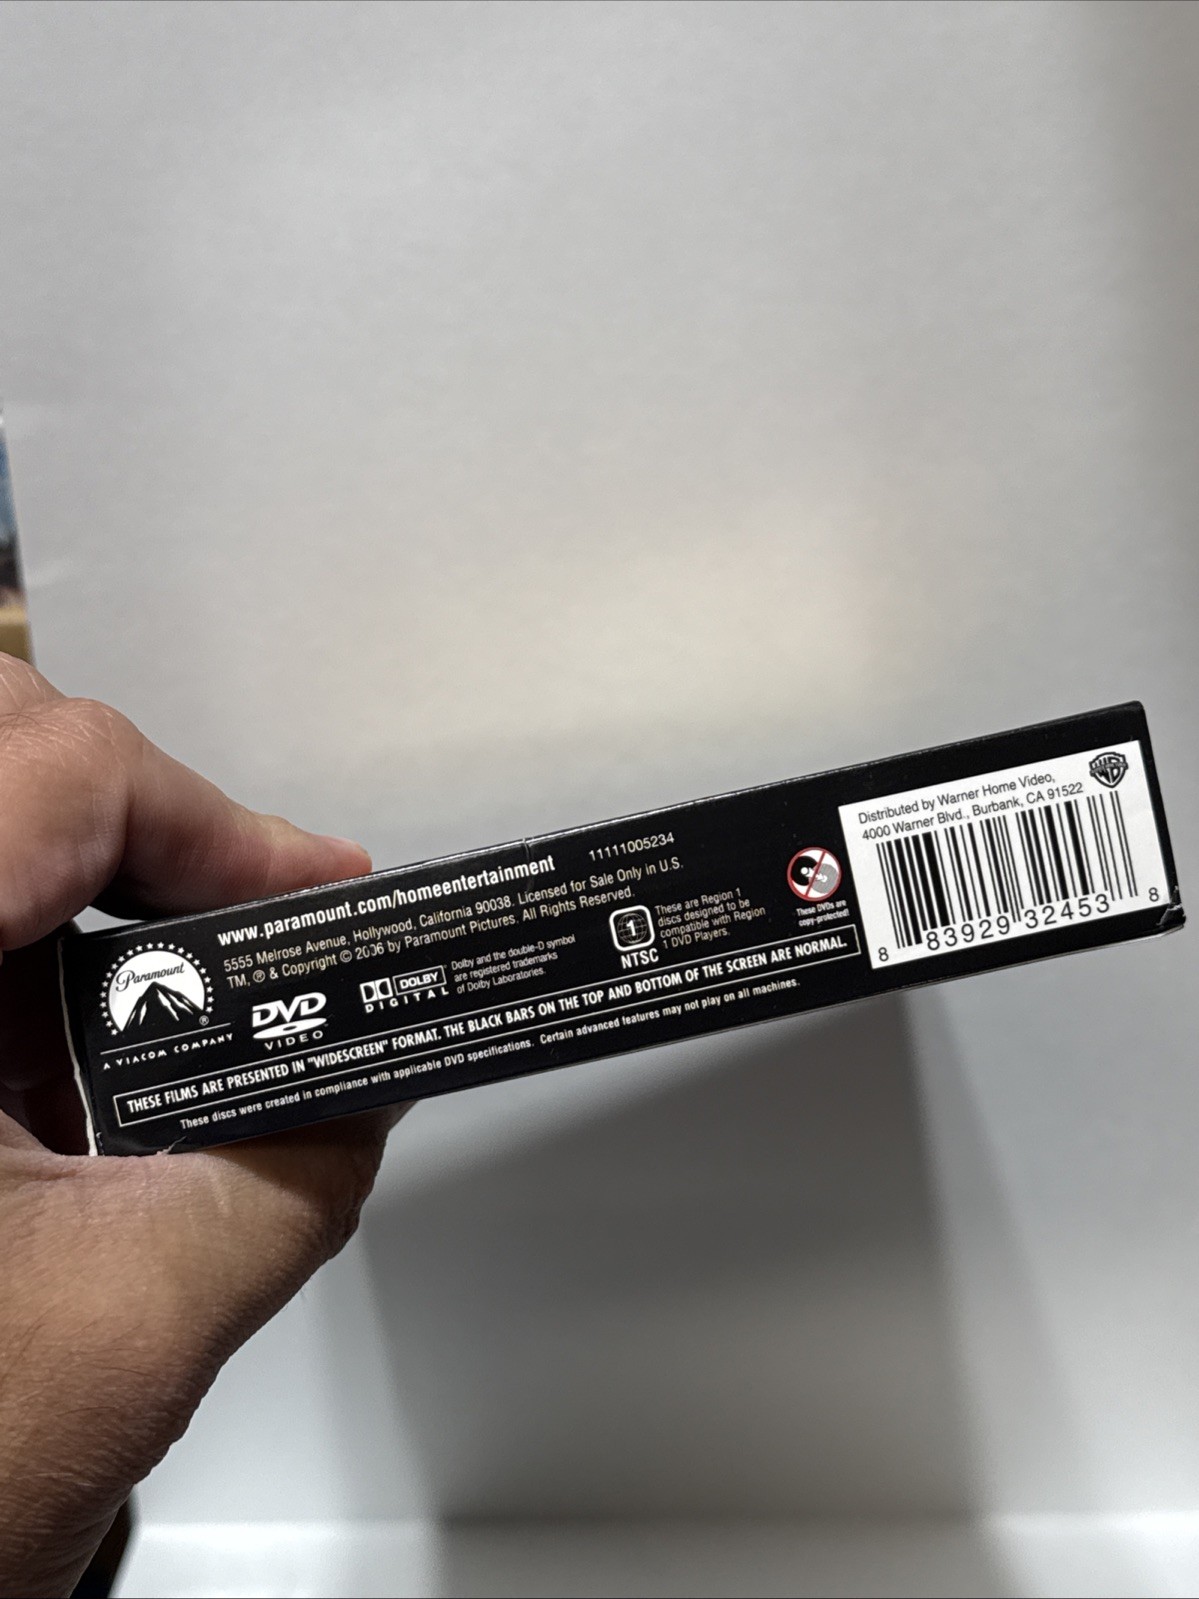 www.paramount.com/homeentertainment
11111005234
5555 Melrose Avenue, Hollywood, California 90038. Licensed for Sale Only in U.S.
TM, ® & Copyright © 2006 by Paramount Pictures. All Rights Reserved.
Paramount
®
A VIACOM COMPANY
DVD
VIDEO
DOLBY
DIGITAL
Dolby and the double-D symbol
are registered trademarks
of Dolby Laboratories.
1
NTSC
These are Region 1
discs designed to be
compatible with Region
1 DVD Players.
These DVDs are
copy-protected!
THESE FILMS ARE PRESENTED IN "WIDESCREEN" FORMAT. THE BLACK BARS ON THE TOP AND BOTTOM OF THE SCREEN ARE NORMAL.
These discs were created in compliance with applicable DVD specifications. Certain advanced features may not play on all machines.
Distributed by Warner Home Video,
4000 Warner Blvd., Burbank, CA 91522
WB
8 83929 32453 8